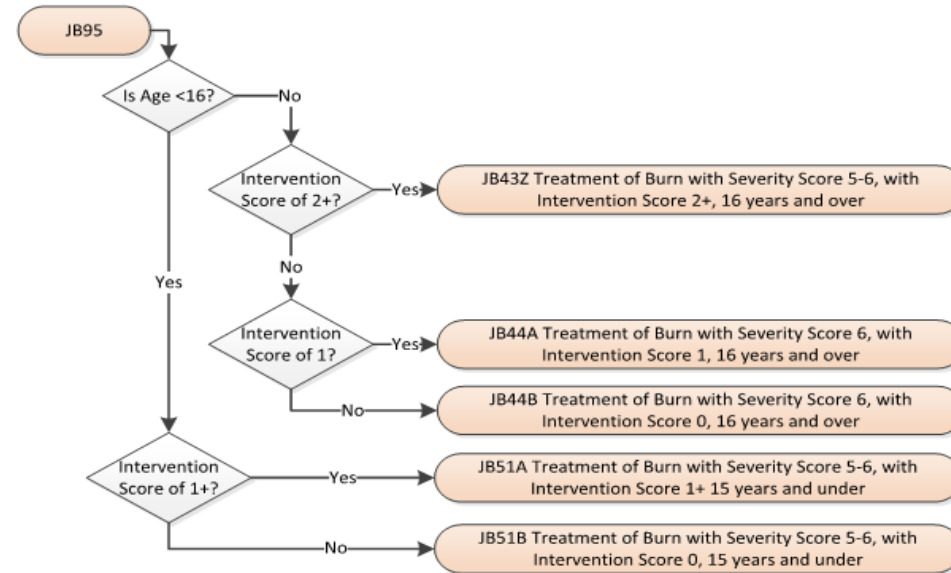 JB95
Is Age <16?
No
Intervention
Score of 2+?
Yes
JB43Z Treatment of Burn with Severity Score 5-6, with
Intervention Score 2+, 16 years and over
No
Yes
Intervention
Score of 1?
Yes
JB44A Treatment of Burn with Severity Score 6, with
Intervention Score 1, 16 years and over
No
JB44B Treatment of Burn with Severity Score 6, with
Intervention Score 0, 16 years and over
Intervention
Score of 1+?
Yes
JB51A Treatment of Burn with Severity Score 5-6, with
Intervention Score 1+ 15 years and under
No
JB51B Treatment of Burn with Severity Score 5-6, with
Intervention Score 0, 15 years and under